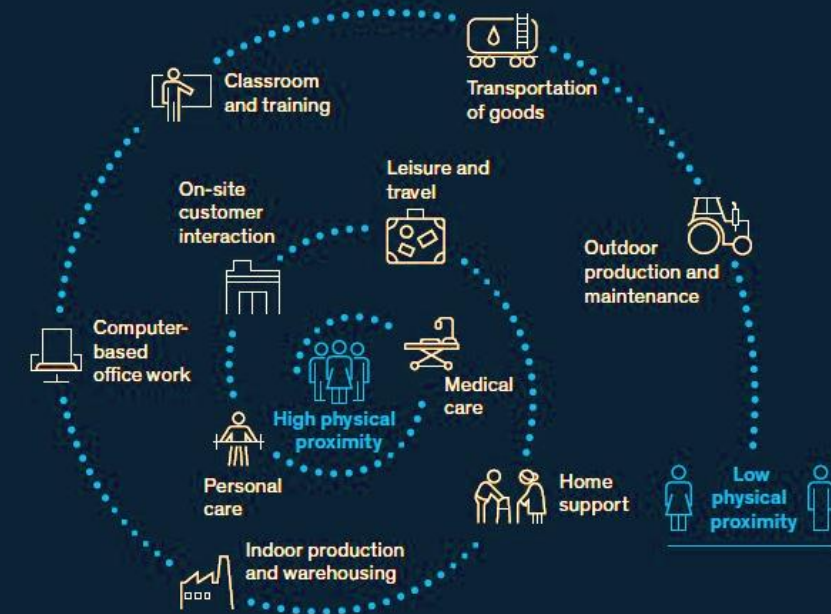 Classroom
and training
Transportation
of goods
Leisure and
travel
On-site
customer
interaction
Outdoor
production and
maintenance
Computer-
based
office work
Medical
care
High physical
proximity
Personal
care
Home
support
Low
physical
proximity
Indoor production
and warehousing